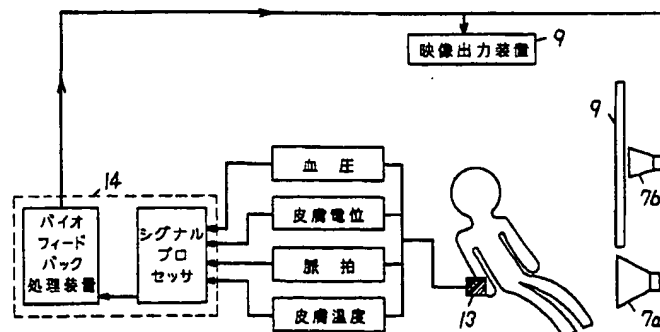 映像出力装置
9
9
7b
血圧
14
皮膚電位
バイオ
フィード
バック
処理装置
シグナル
プロ
セッサ
脈拍
皮膚温度
13
7a